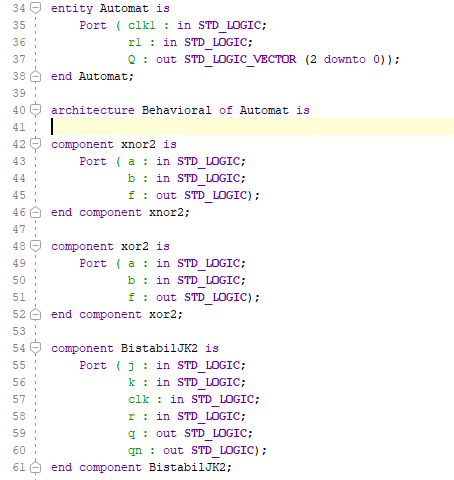 34 entity Automat is
35     Port ( clk1 : in STD_LOGIC;
36            r1 : in STD_LOGIC;
37            Q : out STD_LOGIC_VECTOR (2 downto 0));
38 end Automat;
39
40 architecture Behavioral of Automat is
41
42 component xnor2 is
43     Port ( a : in STD_LOGIC;
44            b : in STD_LOGIC;
45            f : out STD_LOGIC);
46 end component xnor2;
47
48 component xor2 is
49     Port ( a : in STD_LOGIC;
50            b : in STD_LOGIC;
51            f : out STD_LOGIC);
52 end component xor2;
53
54 component BistabilJK2 is
55     Port ( j : in STD_LOGIC;
56            k : in STD_LOGIC;
57            clk : in STD_LOGIC;
58            r : in STD_LOGIC;
59            q : out STD_LOGIC;
60            qn : out STD_LOGIC);
61 end component BistabilJK2;